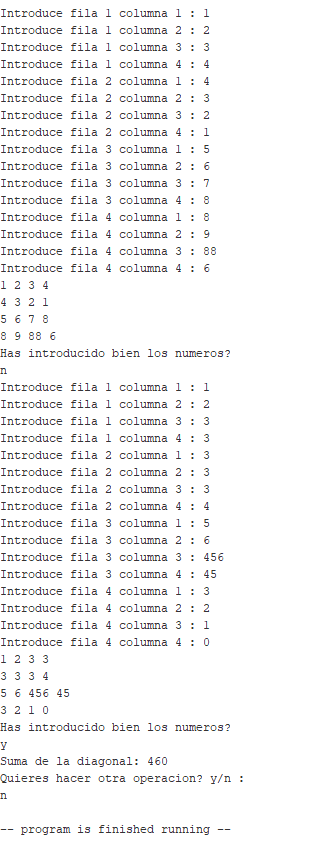 Introduce fila 1 columna 1 : 1
Introduce fila 1 columna 2 : 2
Introduce fila 1 columna 3 : 3
Introduce fila 1 columna 4 : 4
Introduce fila 2 columna 1 : 4
Introduce fila 2 columna 2 : 3
Introduce fila 2 columna 3 : 2
Introduce fila 2 columna 4 : 1
Introduce fila 3 columna 1 : 5
Introduce fila 3 columna 2 : 6
Introduce fila 3 columna 3 : 7
Introduce fila 3 columna 4 : 8
Introduce fila 4 columna 1 : 8
Introduce fila 4 columna 2 : 9
Introduce fila 4 columna 3 : 88
Introduce fila 4 columna 4 : 6
1 2 3 4
4 3 2 1
5 6 7 8
8 9 88 6
Has introducido bien los numeros?
n
Introduce fila 1 columna 1 : 1
Introduce fila 1 columna 2 : 2
Introduce fila 1 columna 3 : 3
Introduce fila 1 columna 4 : 3
Introduce fila 2 columna 1 : 3
Introduce fila 2 columna 2 : 3
Introduce fila 2 columna 3 : 3
Introduce fila 2 columna 4 : 4
Introduce fila 3 columna 1 : 5
Introduce fila 3 columna 2 : 6
Introduce fila 3 columna 3 : 456
Introduce fila 3 columna 4 : 45
Introduce fila 4 columna 1 : 3
Introduce fila 4 columna 2 : 2
Introduce fila 4 columna 3 : 1
Introduce fila 4 columna 4 : 0
1 2 3 3
3 3 3 4
5 6 456 45
3 2 1 0
Has introducido bien los numeros?
y
Suma de la diagonal: 460
Quieres hacer otra operacion? y/n :
n
-- program is finished running --